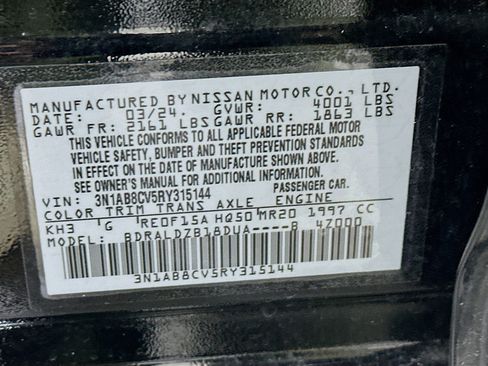 MANUFACTURED BY NISSAN MOTOR CO., LTD.
DATE: 03/24. GVWR: 4001 LBS
GAWR FR: 2161 LBS GAWR RR: 1863 LBS
THIS VEHICLE CONFORMS TO ALL APPLICABLE FEDERAL MOTOR
VEHICLE SAFETY, BUMPER AND THEFT PREVENTION STANDARDS
IN EFFECT ON THE DATE OF MANUFACTURE SHOWN ABOVE.
SEE OWNER'S MANUAL FOR ADDITIONAL INFORMATION.
VIN: 3N1AB8CV5RY315144 PASSENGER CAR.
COLOR TRIM TRANS AXLE ENGINE
KH3 G RE0F15A HQ50 MR20 1997 CC
MODEL: BDRALDZB18DUA----B 4Z000
3N1AB8CV5RY315144